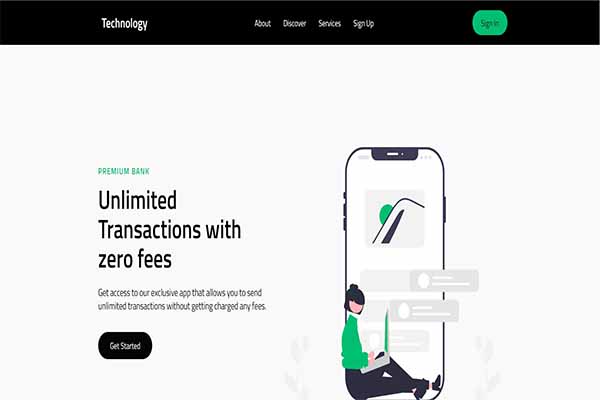 Technology
About Discover Services Sign Up
Sign In
PREMIUM BANK
Unlimited
Transactions with
zero fees
Get access to our exclusive app that allows you to send
unlimited transactions without getting charged any fees.
Get Started